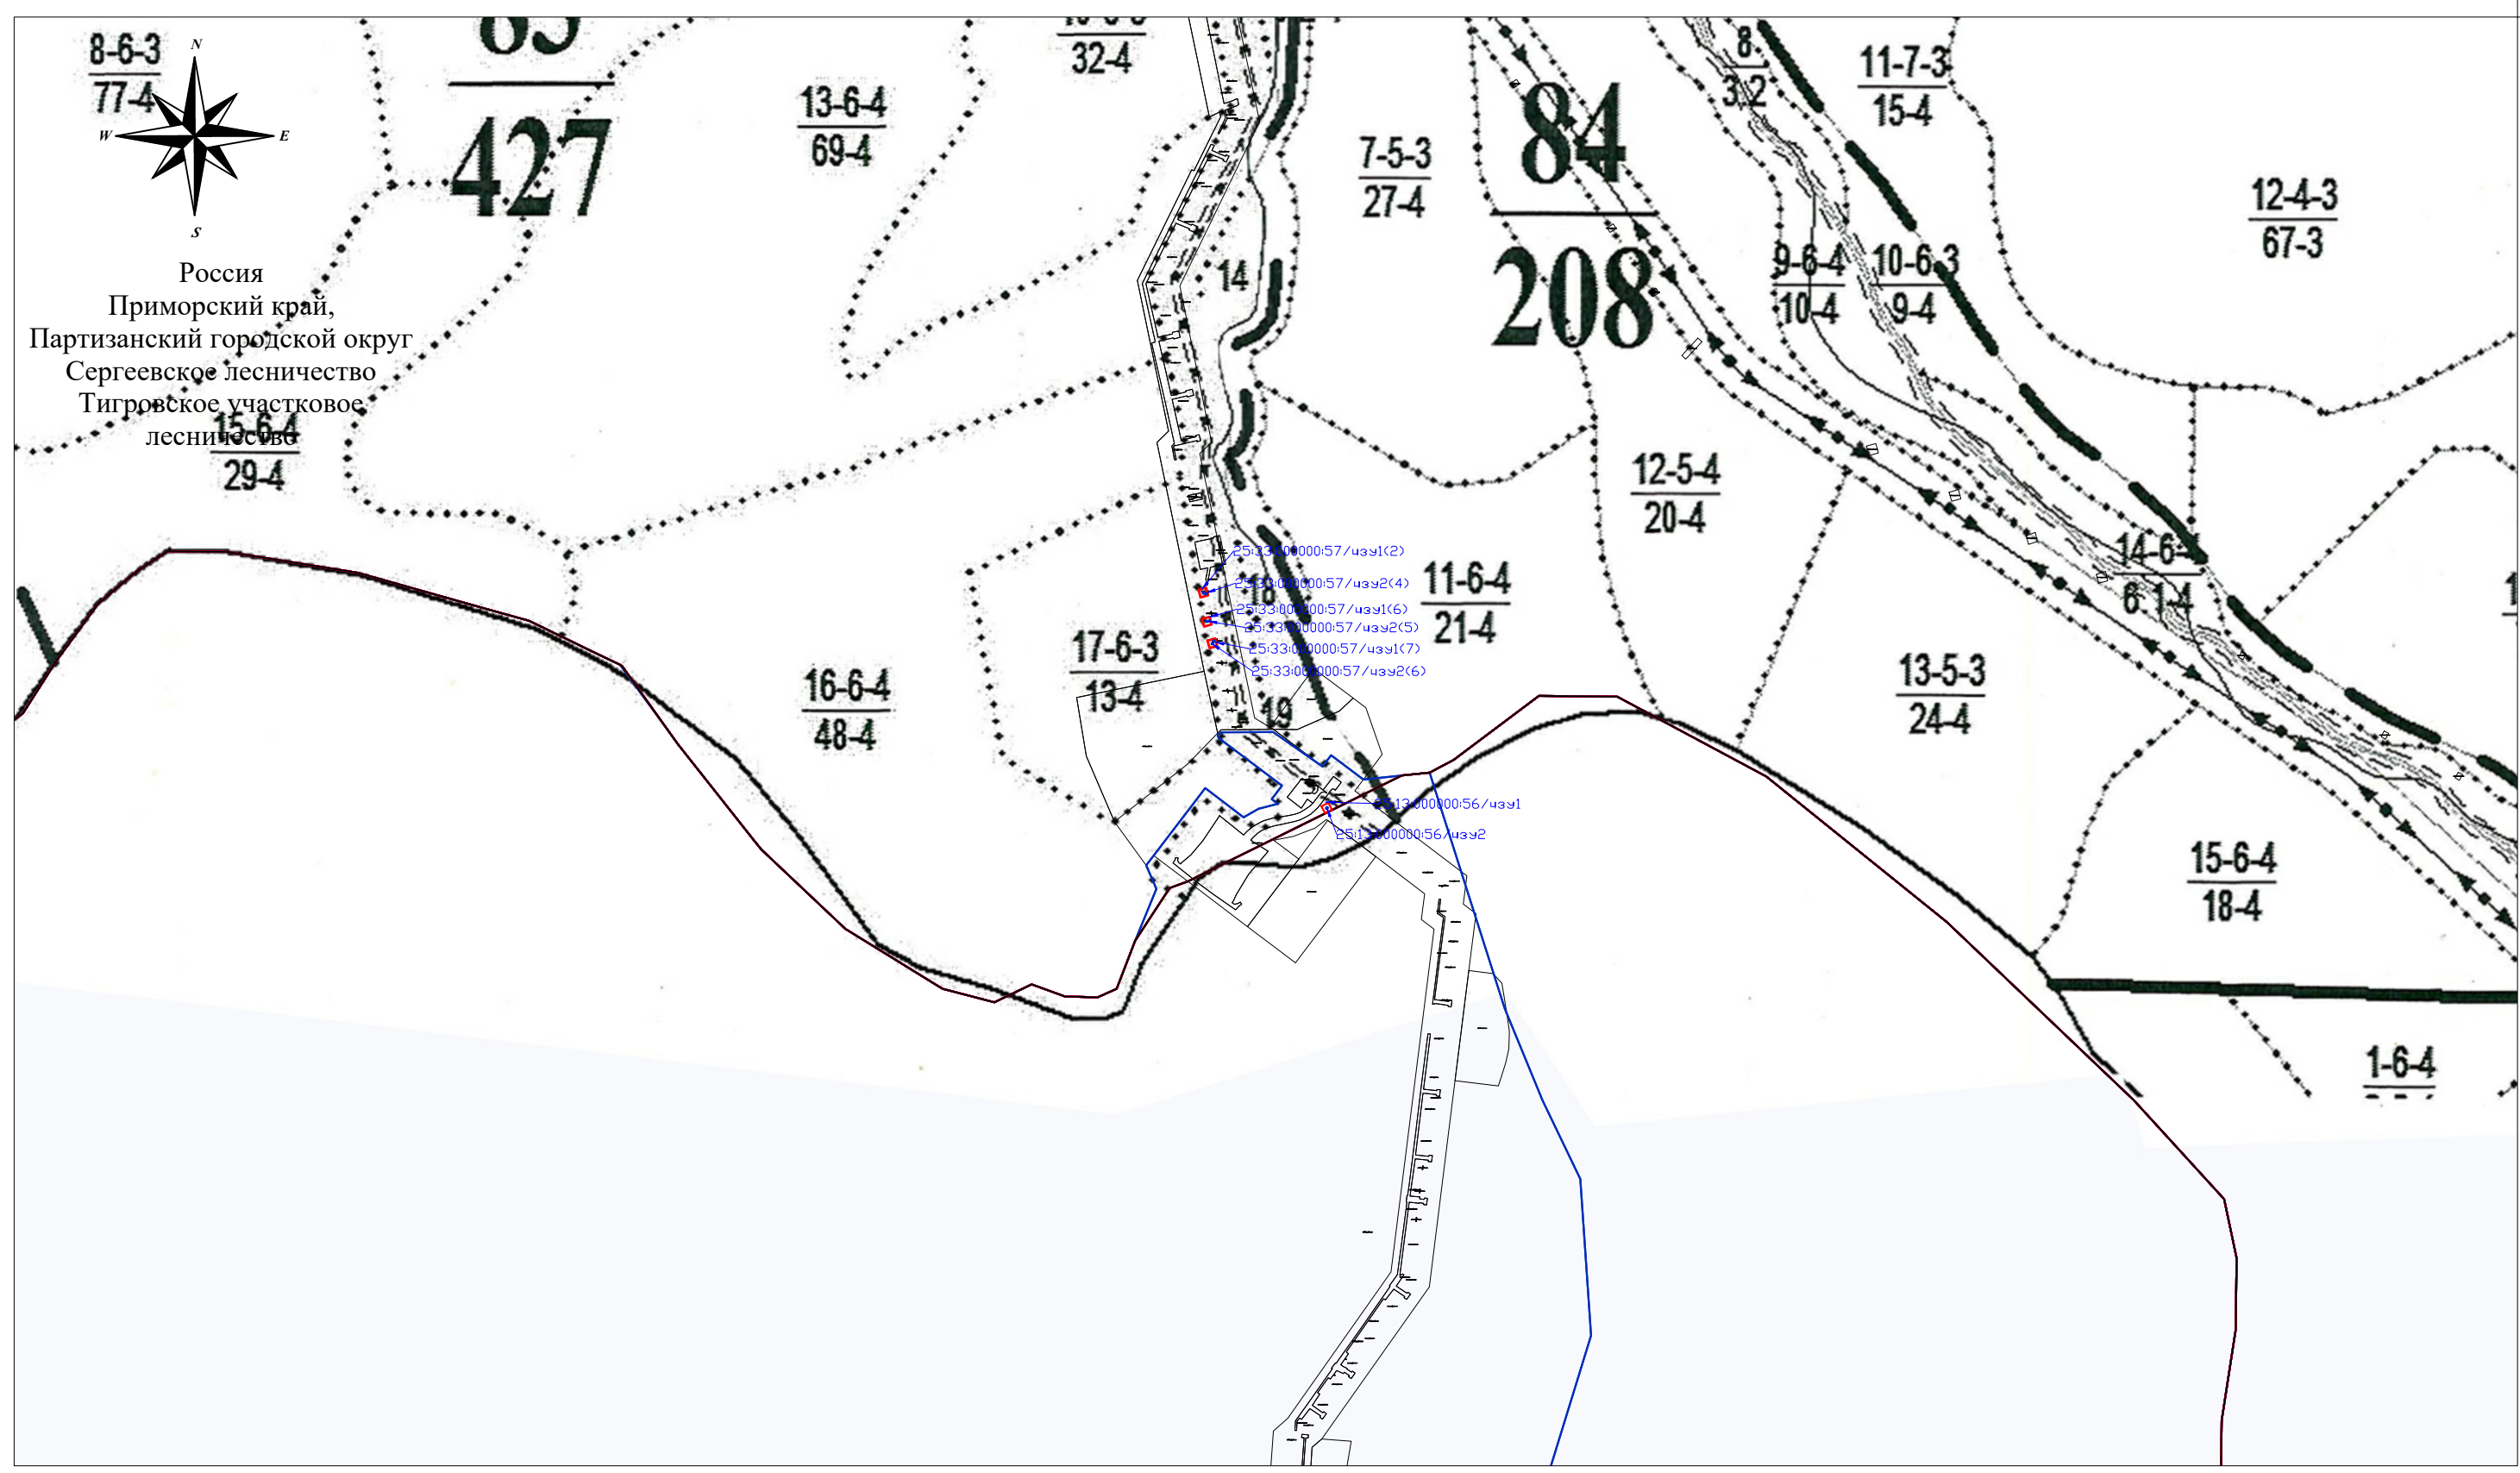 8-6-3
77-4
N
W
E
S
Россия
Приморский край,
Партизанский городской округ
Сергеевское лесничество
Тигровское участковое
лесничество
15-6-4
29-4
427
13-6-4
69-4
32-4
14
7-5-3
27-4
84
208
8
3.2
11-7-3
15-4
12-4-3
67-3
9-6-4
10-4
10-6-3
9-4
12-5-4
20-4
11-6-4
21-4
14-6-4
6.1-4
25:33:000000:57/чзу1(2)
25:33:000000:57/чзу2(4)
18
25:33:000000:57/чзу1(6)
25:33:000000:57/чзу2(5)
25:33:000000:57/чзу1(7)
25:33:000000:57/чзу2(6)
17-6-3
13-4
16-6-4
48-4
19
13-5-3
24-4
25:13:000000:56/чзу1
25:13:000000:56/чзу2
15-6-4
18-4
1-6-4